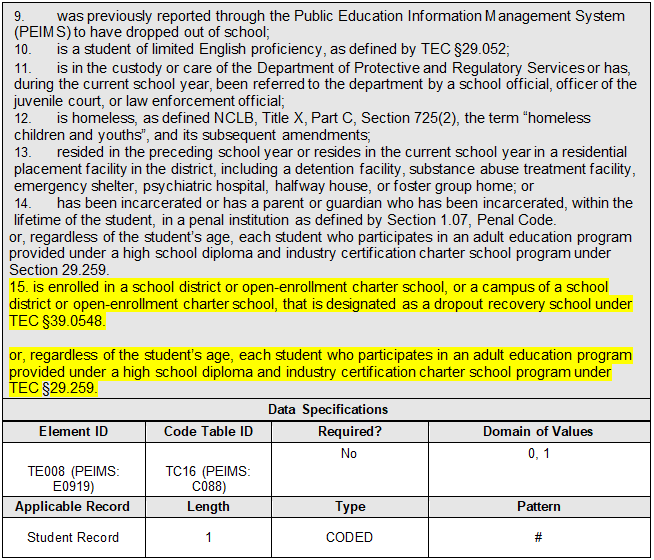 9. was previously reported through the Public Education Information Management System
(PEIMS) to have dropped out of school;
10. is a student of limited English proficiency, as defined by TEC §29.052;
11. is in the custody or care of the Department of Protective and Regulatory Services or has,
during the current school year, been referred to the department by a school official, officer of the
juvenile court, or law enforcement official;
12. is homeless, as defined NCLB, Title X, Part C, Section 725(2), the term “homeless
children and youths”, and its subsequent amendments;
13. resided in the preceding school year or resides in the current school year in a residential
placement facility in the district, including a detention facility, substance abuse treatment facility,
emergency shelter, psychiatric hospital, halfway house, or foster group home; or
14. has been incarcerated or has a parent or guardian who has been incarcerated, within the
lifetime of the student, in a penal institution as defined by Section 1.07, Penal Code.
or, regardless of the student’s age, each student who participates in an adult education program
provided under a high school diploma and industry certification charter school program under
Section 29.259.
15. is enrolled in a school district or open-enrollment charter school, or a campus of a school
district or open-enrollment charter school, that is designated as a dropout recovery school under
TEC §39.0548.
or, regardless of the student’s age, each student who participates in an adult education program
provided under a high school diploma and industry certification charter school program under
TEC §29.259.
Data Specifications
Element ID Code Table ID Required? Domain of Values
TE008 (PEIMS: E0919) TC16 (PEIMS: C088) No 0, 1
Applicable Record Length Type Pattern
Student Record 1 CODED #